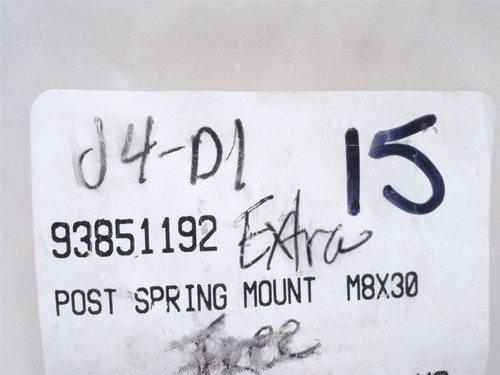 J4-D1
15
93851192 Extra
POST SPRING MOUNT M8X30